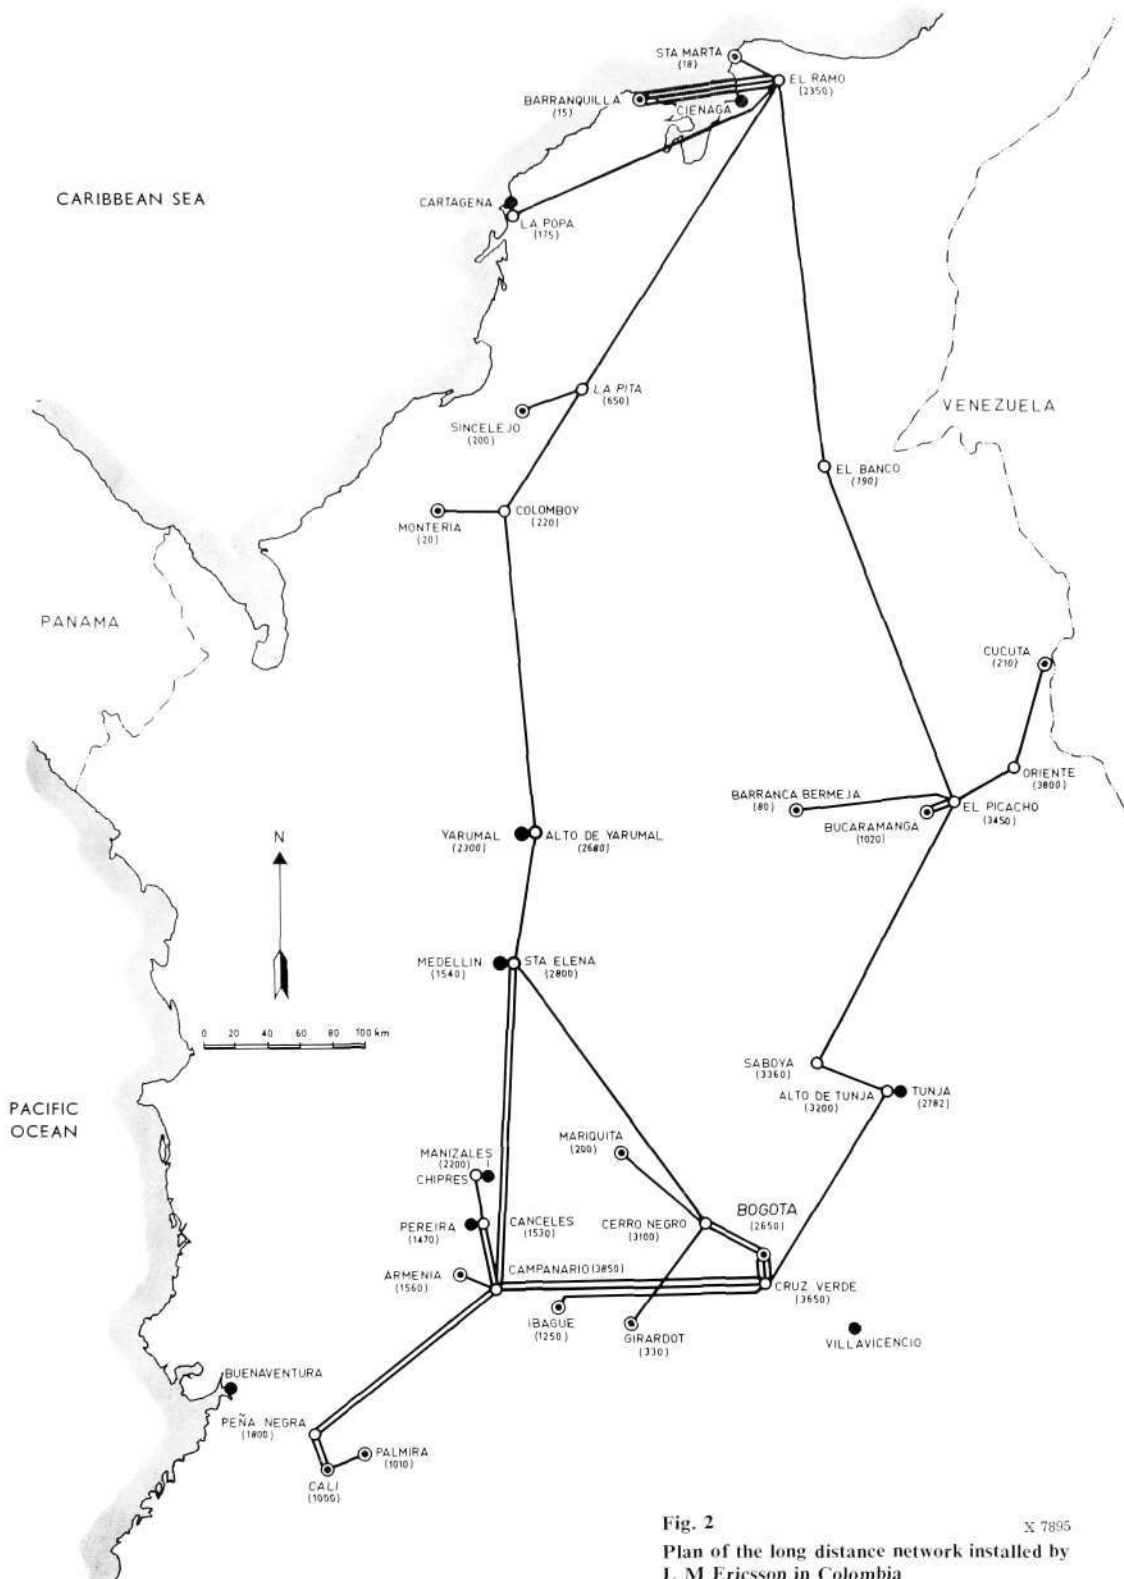 STA MARTA
(18)
EL RAMO
(2350)
BARRANQUILLA
(15)
CIENAGA
CARIBBEAN SEA
CARTAGENA
LA POPA
(175)
LA PITA
(650)
SINCELEJO
(200)
VENEZUELA
EL BANCO
(190)
COLOMBOY
(220)
MONTERIA
(20)
PANAMA
CUCUTA
(210)
ORIENTE
(3800)
BARRANCA BERMEJA
(80)
EL PICACHO
(3450)
BUCARAMANGA
(1020)
YARUMAL
(2300)
ALTO DE YARUMAL
(2680)
N
MEDELLIN
(1540)
STA ELENA
(2800)
0 20 40 60 80 100 km
SABOYA
(3360)
ALTO DE TUNJA
(3200)
TUNJA
(2782)
PACIFIC
OCEAN
MARIQUITA
(200)
MANIZALES
(2200)
CHIPRES
BOGOTA
(2650)
PEREIRA
(1470)
CANCELES
(1530)
CERRO NEGRO
(3100)
ARMENIA
(1560)
CAMPANARIO (3850)
CRUZ VERDE
(3650)
IBAGUE
(1250)
GIRARDOT
(330)
VILLAVICENCIO
BUENAVENTURA
PEÑA NEGRA
(1800)
PALMIRA
(1010)
CALI
(1000)
Fig. 2
X 7895
Plan of the long distance network installed by
L M Ericsson in Colombia